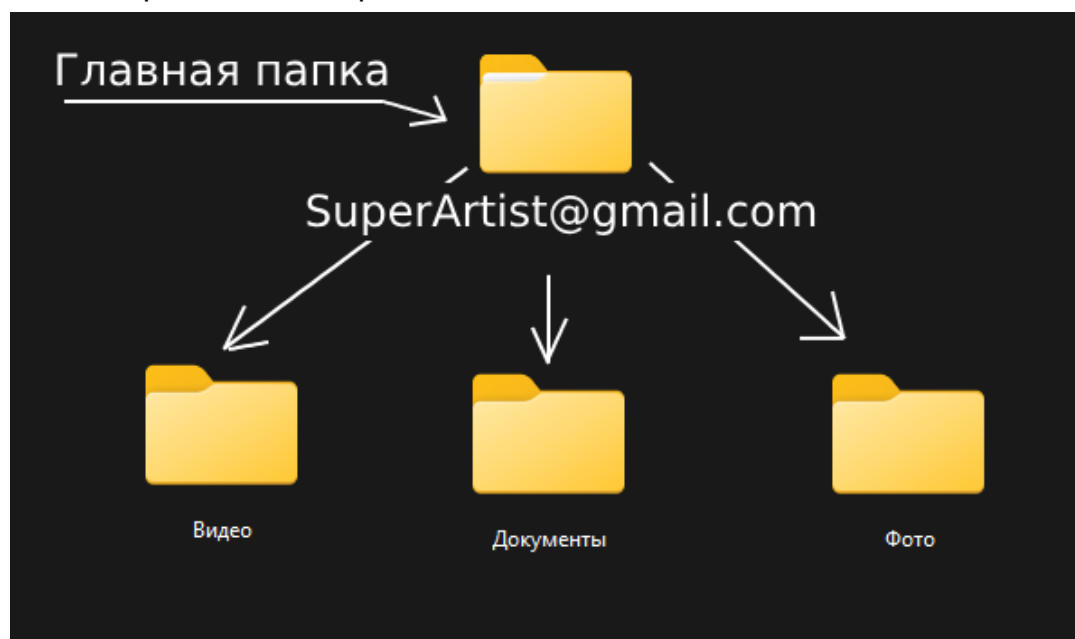 Главная папка
SuperArtist@gmail.com
Видео
Документы
Фото